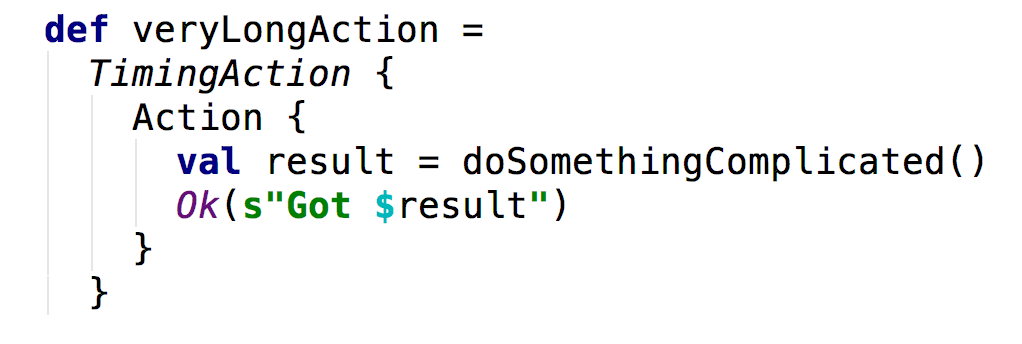 def veryLongAction =
TimingAction {
Action {
val result = doSomethingComplicated()
Ok(s"Got $result")
}
}